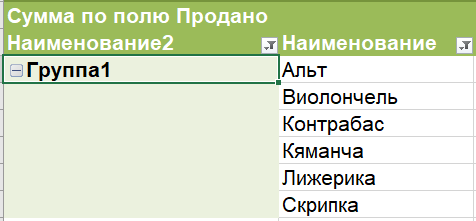 Сумма по полю Продано
Наименование2 Наименование
Группа1 Альт
Виолончель
Контрабас
Кяманча
Лижерика
Скрипка